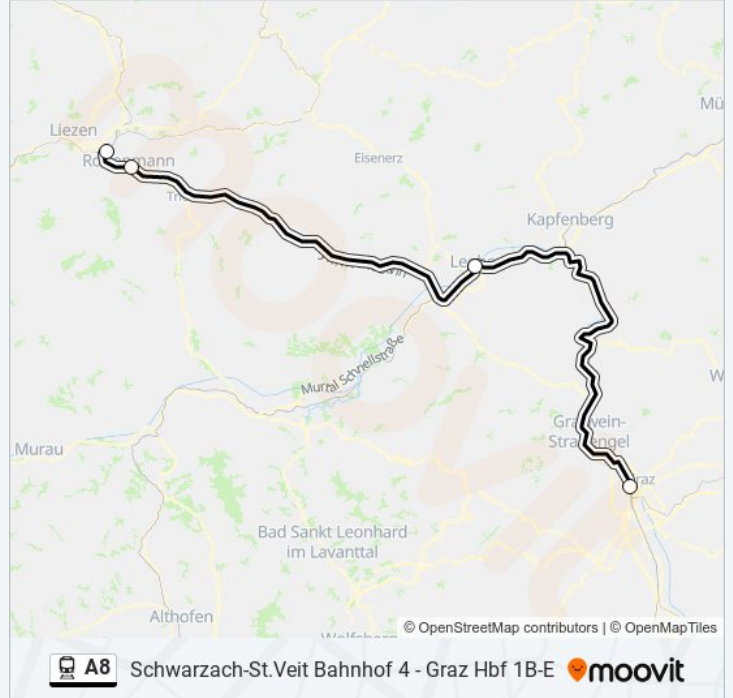 Mü
Liezen
Eisenerz
Kapfenberg
Murtal Schnellstraße
W
Murau
Bad Sankt Leonhard
im Lavanttal
Althofen
© OpenStreetMap contributors | © OpenMapTiles
A8 Schwarzach-St.Veit Bahnhof 4 - Graz Hbf 1B-E moovit